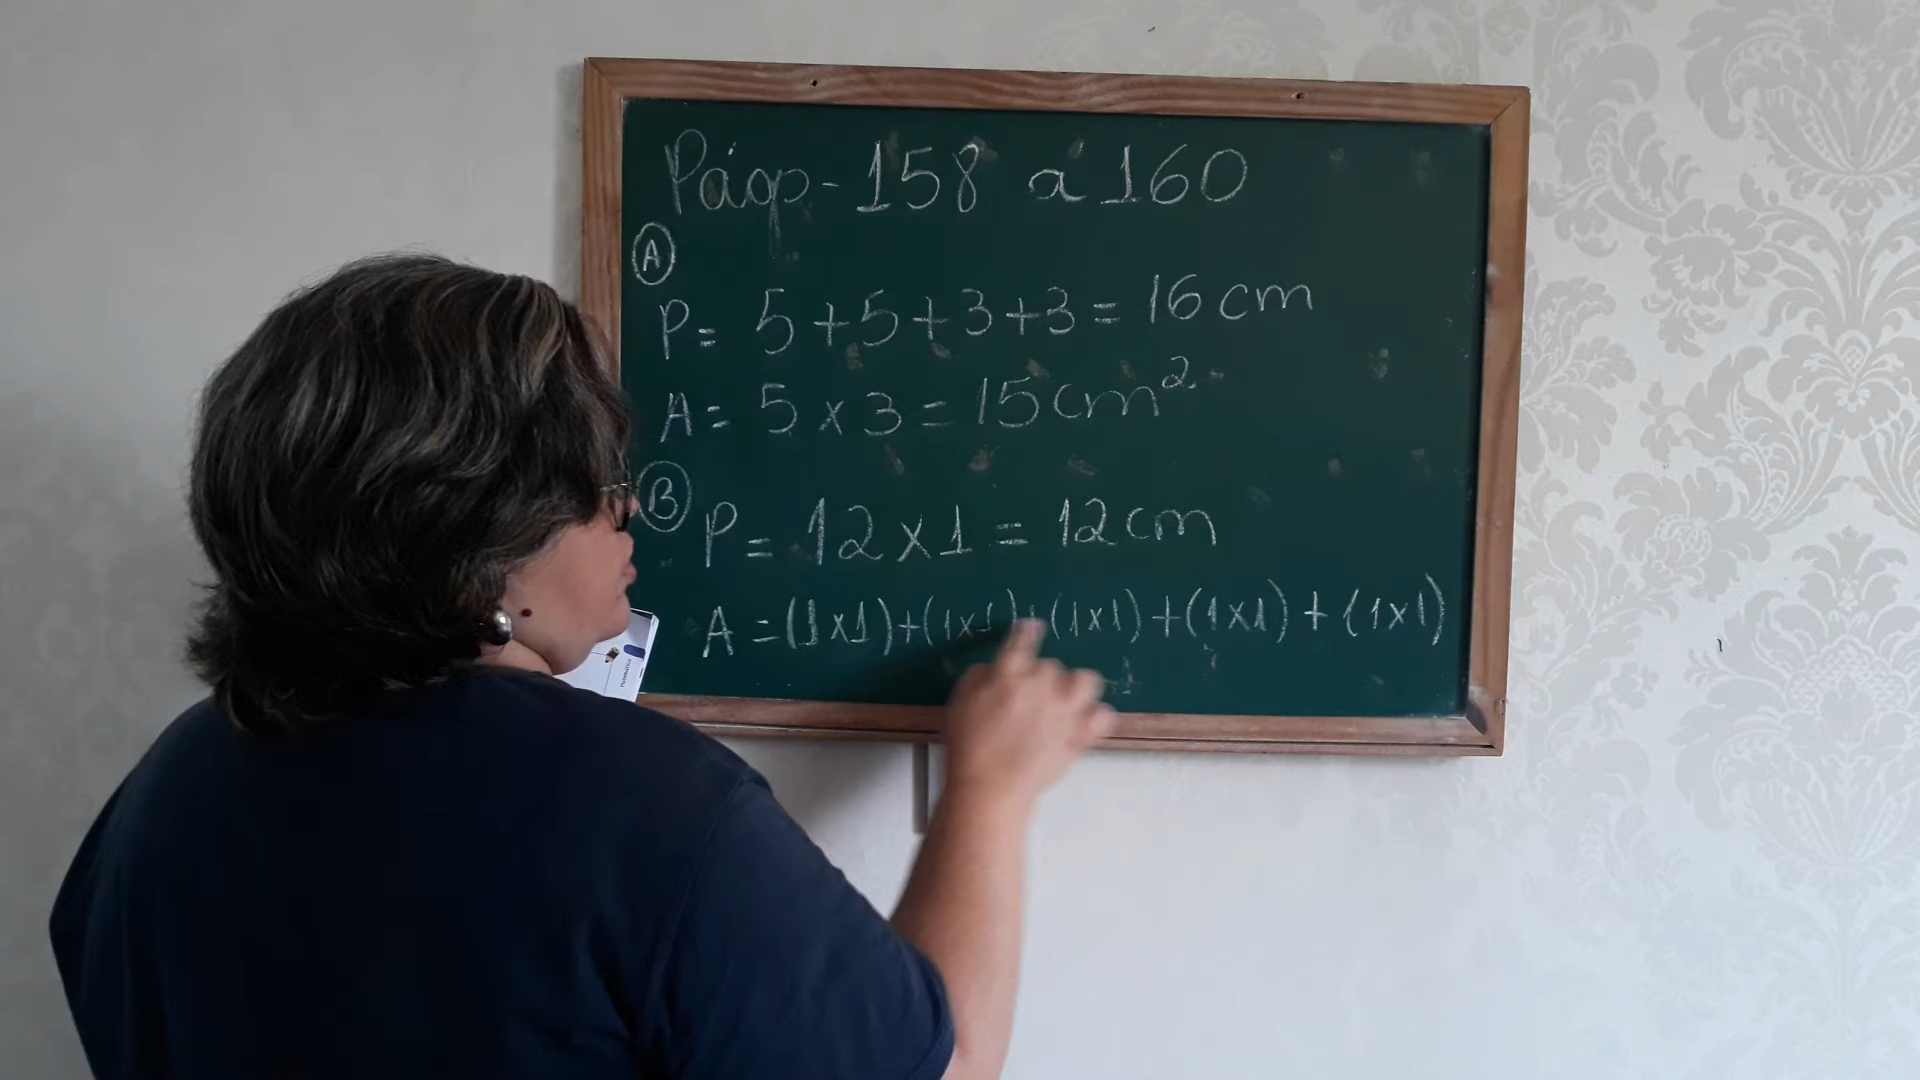 Págp - 158 a 160
A
P = 5+5+3+3 = 16 cm
A = 5 x 3 = 15 cm²
B
P = 12 x 1 = 12 cm
A = (1x1)+(1x1)+(1x1)+(1x1)+(1x1)
Matemática